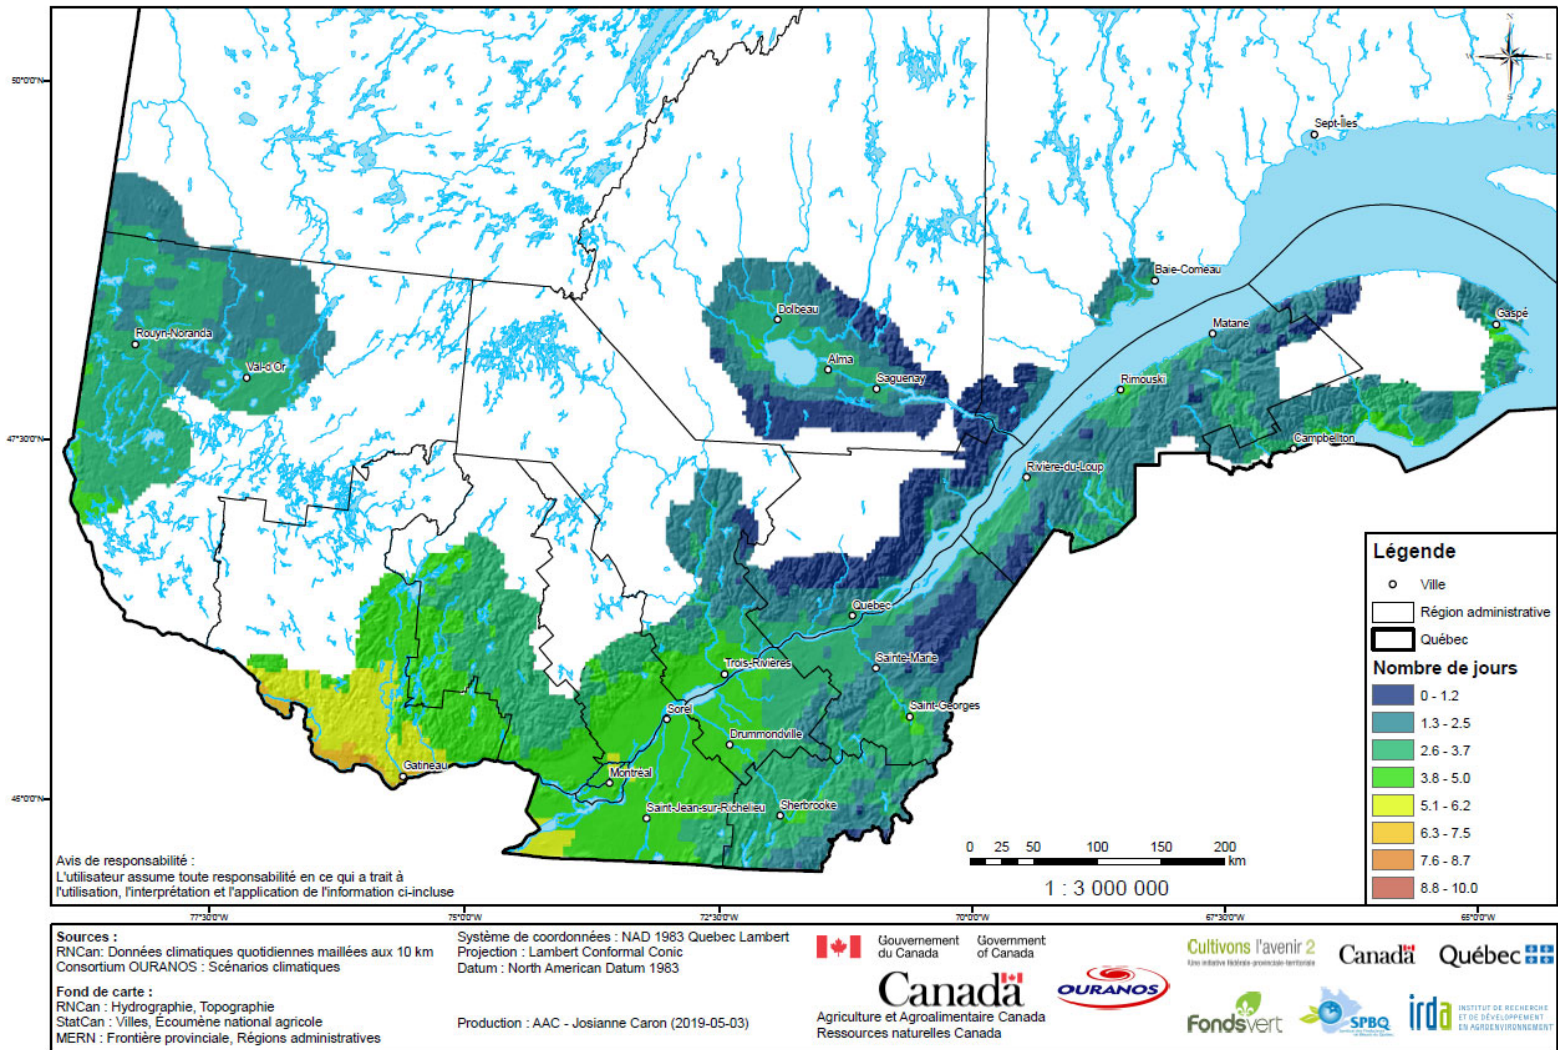 N
W
E
S
50°0'0"N
47°30'0"N
45°0'0"N
Sept-Îles
Baie-Comeau
Gaspé
Matane
Dolbeau
Rouyn-Noranda
Alma
Val-d'Or
Saguenay
Rimouski
Campbellton
Rivière-du-Loup
Québec
Trois-Rivières
Sainte-Marie
Sorel
Saint-Georges
Drummondville
Gatineau
Montréal
Saint-Jean-sur-Richelieu
Sherbrooke
Légende
Ville
Région administrative
Québec
Nombre de jours
0 - 1.2
1.3 - 2.5
2.6 - 3.7
3.8 - 5.0
5.1 - 6.2
6.3 - 7.5
7.6 - 8.7
8.8 - 10.0
0 25 50 100 150 200
km
1 : 3 000 000
Avis de responsabilité :
L'utilisateur assume toute responsabilité en ce qui a trait à
l'utilisation, l'interprétation et l'application de l'information ci-incluse
77°30'0"W
75°0'0"W
72°30'0"W
70°0'0"W
67°30'0"W
65°0'0"W
Sources :
RNCan: Données climatiques quotidiennes maillées aux 10 km
Consortium OURANOS : Scénarios climatiques
Fond de carte :
RNCan : Hydrographie, Topographie
StatCan : Villes, Écoumène national agricole
MERN : Frontière provinciale, Régions administratives
Système de coordonnées : NAD 1983 Quebec Lambert
Projection : Lambert Conformal Conic
Datum : North American Datum 1983
Production : AAC - Josianne Caron (2019-05-03)
Gouvernement
du Canada
Government
of Canada
Canada
Agriculture et Agroalimentaire Canada
Ressources naturelles Canada
OURANOS
Cultivons l'avenir 2
Une initiative fédérale-provinciale-territoriale
Canada
Québec
Fondsvert
SPBQ
irda
INSTITUT DE RECHERCHE
ET DE DÉVELOPPEMENT
EN AGROENVIRONNEMENT